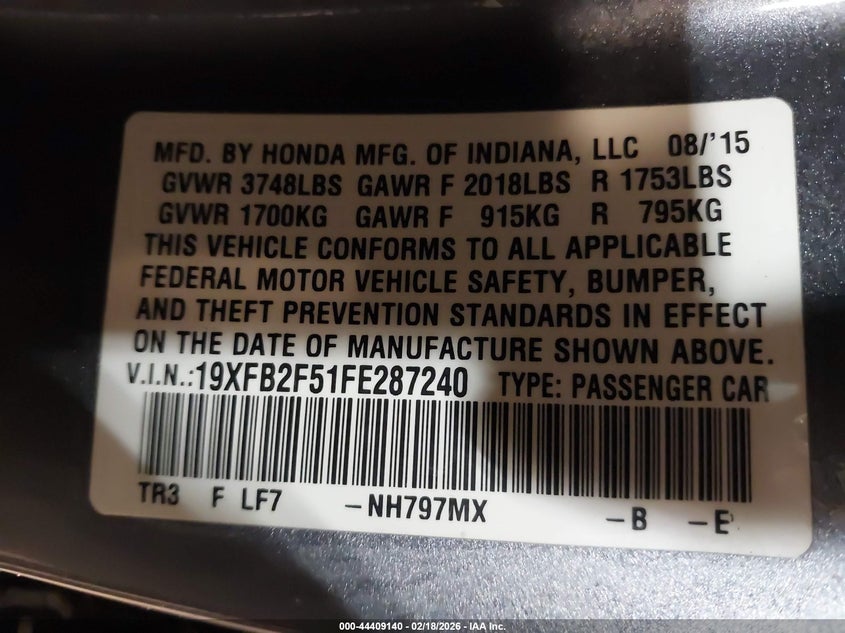 MFD. BY HONDA MFG. OF INDIANA, LLC 08/'15
GVWR 3748LBS GAWR F 2018LBS R 1753LBS
GVWR 1700KG GAWR F 915KG R 795KG
THIS VEHICLE CONFORMS TO ALL APPLICABLE
FEDERAL MOTOR VEHICLE SAFETY, BUMPER,
AND THEFT PREVENTION STANDARDS IN EFFECT
ON THE DATE OF MANUFACTURE SHOWN ABOVE.
V.I.N.:19XFB2F51FE287240 TYPE: PASSENGER CAR
TR3 F LF7 -NH797MX -B -E
000-44409140 - 02/18/2026 - IAA Inc.